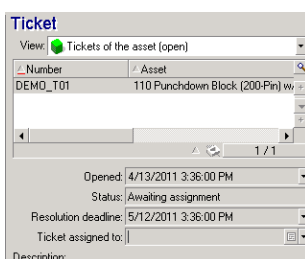 Ticket
View: Tickets of the asset (open)
Number Asset
DEMO_T01 110 Punchdown Block (200-Pin) w/
1 / 1
Opened: 4/13/2011 3:36:00 PM
Status: Awaiting assignment
Resolution deadline: 5/12/2011 3:36:00 PM
Ticket assigned to:
Description: